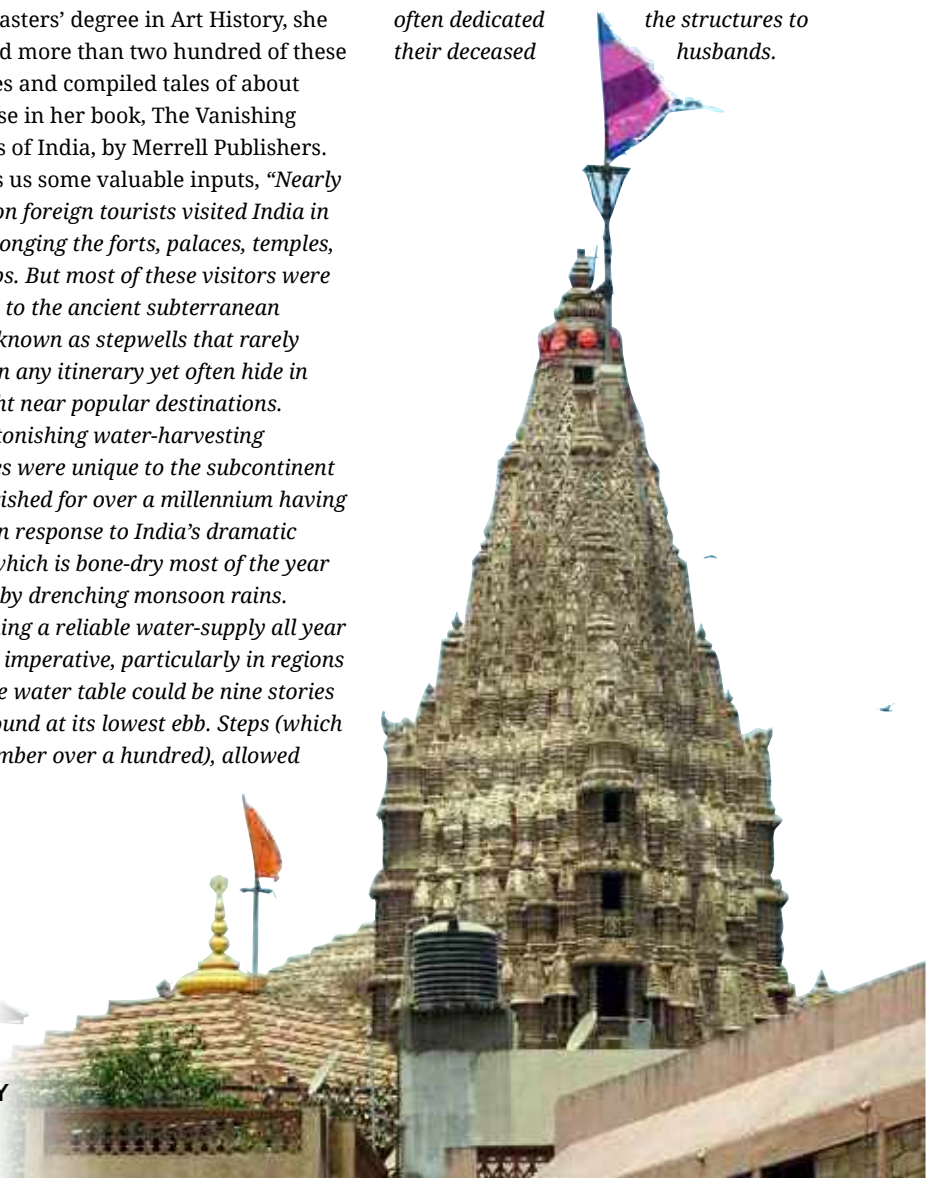 asters’ degree in Art History, she
d more than two hundred of these
es and compiled tales of about
se in her book, The Vanishing
s of India, by Merrell Publishers.
s us some valuable inputs, “Nearly
on foreign tourists visited India in
onging the forts, palaces, temples,
bs. But most of these visitors were
to the ancient subterranean
known as stepwells that rarely
n any itinerary yet often hide in
ht near popular destinations.
tonishing water-harvesting
es were unique to the subcontinent
ished for over a millennium having
n response to India’s dramatic
which is bone-dry most of the year
by drenching monsoon rains.
ing a reliable water-supply all year
imperative, particularly in regions
e water table could be nine stories
ound at its lowest ebb. Steps (which
mber over a hundred), allowed
often dedicated the structures to
their deceased husbands.
Y